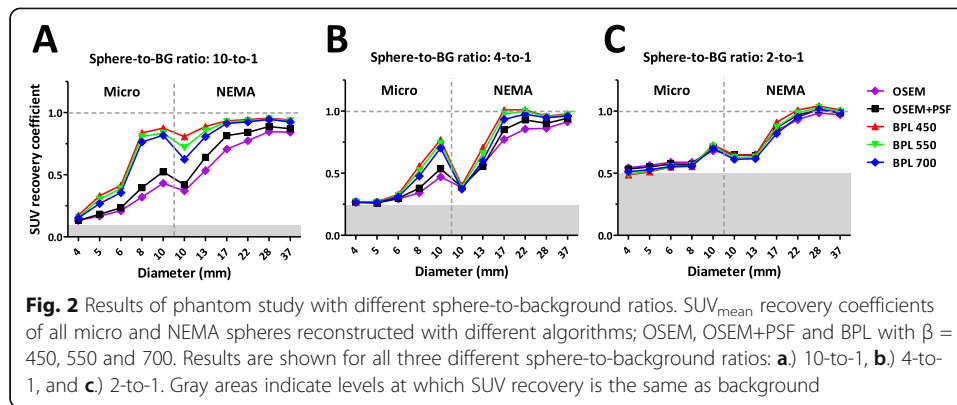 A
B
C
Sphere-to-BG ratio: 10-to-1
Sphere-to-BG ratio: 4-to-1
Sphere-to-BG ratio: 2-to-1
SUV recovery coefficient
Micro
NEMA
1.0
0.5
0.0
4 5 6 8 10 10 13 17 22 28 37
Diameter (mm)
Micro
NEMA
1.0
0.5
0.0
4 5 6 8 10 10 13 17 22 28 37
Diameter (mm)
Micro
NEMA
1.0
0.5
0.0
4 5 6 8 10 10 13 17 22 28 37
Diameter (mm)
OSEM
OSEM+PSF
BPL 450
BPL 550
BPL 700
Fig. 2 Results of phantom study with different sphere-to-background ratios. SUVmean recovery coefficients
of all micro and NEMA spheres reconstructed with different algorithms; OSEM, OSEM+PSF and BPL with β =
450, 550 and 700. Results are shown for all three different sphere-to-background ratios: a.) 10-to-1, b.) 4-to-
1, and c.) 2-to-1. Gray areas indicate levels at which SUV recovery is the same as background